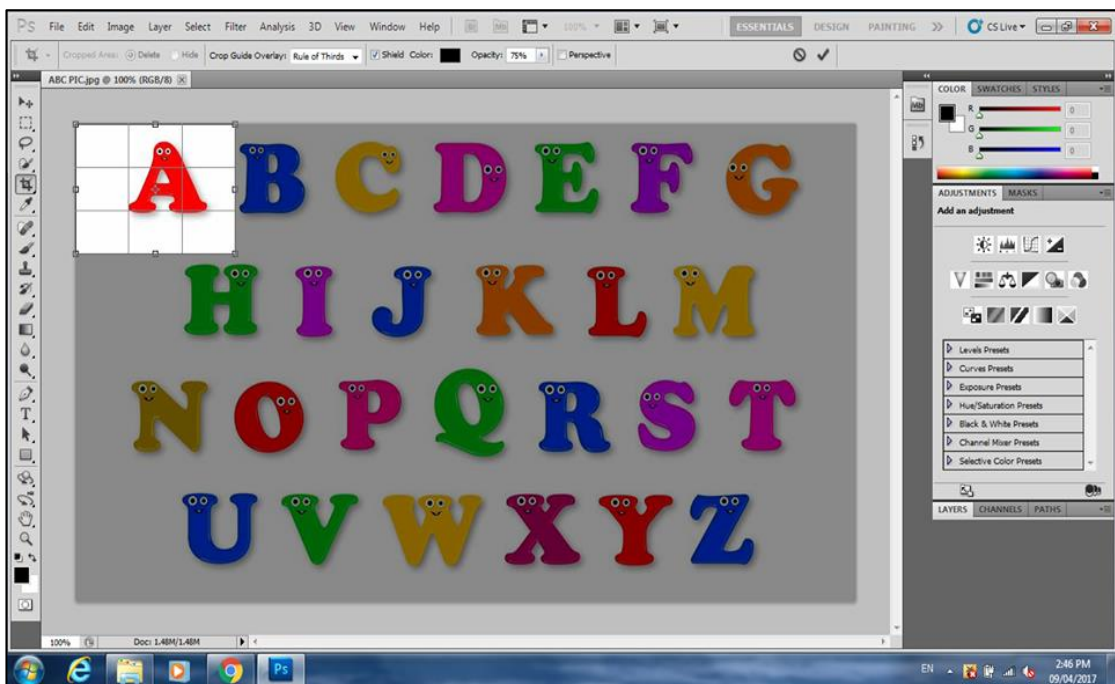 PS File Edit Image Layer Select Filter Analysis 3D View Window Help Br Mb 100% ESSENTIALS DESIGN PAINTING CS Live
Cropped Area: Delete Hide Crop Guide Overlay: Rule of Thirds Shield Color: Opacity: 75% Perspective
ABC PIC.jpg @ 100% (RGB/8)
COLOR SWATCHES STYLES
R 0
G 0
B 0
ADJUSTMENTS MASKS
Add an adjustment
Levels Presets
Curves Presets
Exposure Presets
Hue/Saturation Presets
Black & White Presets
Channel Mixer Presets
Selective Color Presets
LAYERS CHANNELS PATHS
A B C D E F G
H I J K L M
N O P Q R S T
U V W X Y Z
100% Doc: 1.48M/1.48M
Ps EN 2:46 PM
09/04/2017